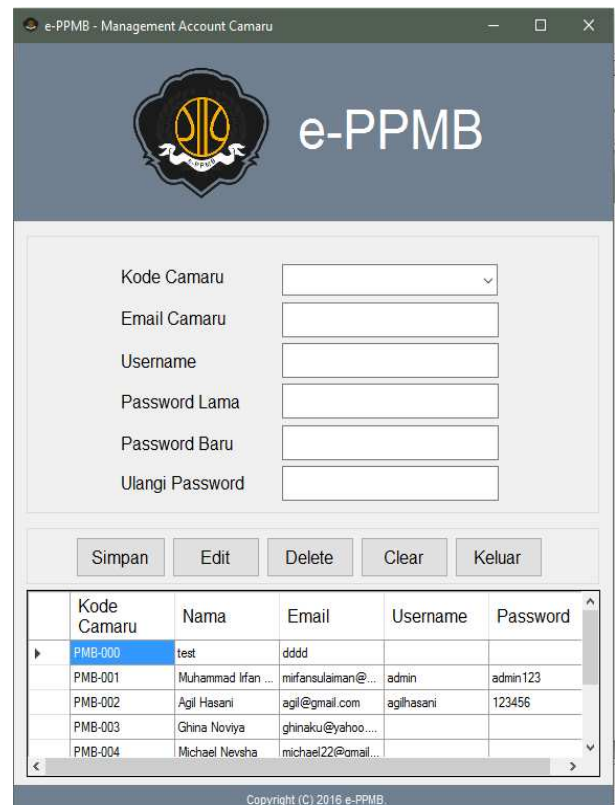 e-PPMB - Management Account Camaru
E-PPMB
e-PPMB
Kode Camaru
Email Camaru
Username
Password Lama
Password Baru
Ulangi Password
Simpan Edit Delete Clear Keluar
Kode Camaru Nama Email Username Password
PMB-000 test dddd
PMB-001 Muhammad Irfan ... mirfansulaiman@... admin admin123
PMB-002 Agil Hasani agil@gmail.com agilhasani 123456
PMB-003 Ghina Noviya ghinaku@yahoo....
PMB-004 Michael Nevsha michael22@gmail...
Copyright (C) 2016 e-PPMB.